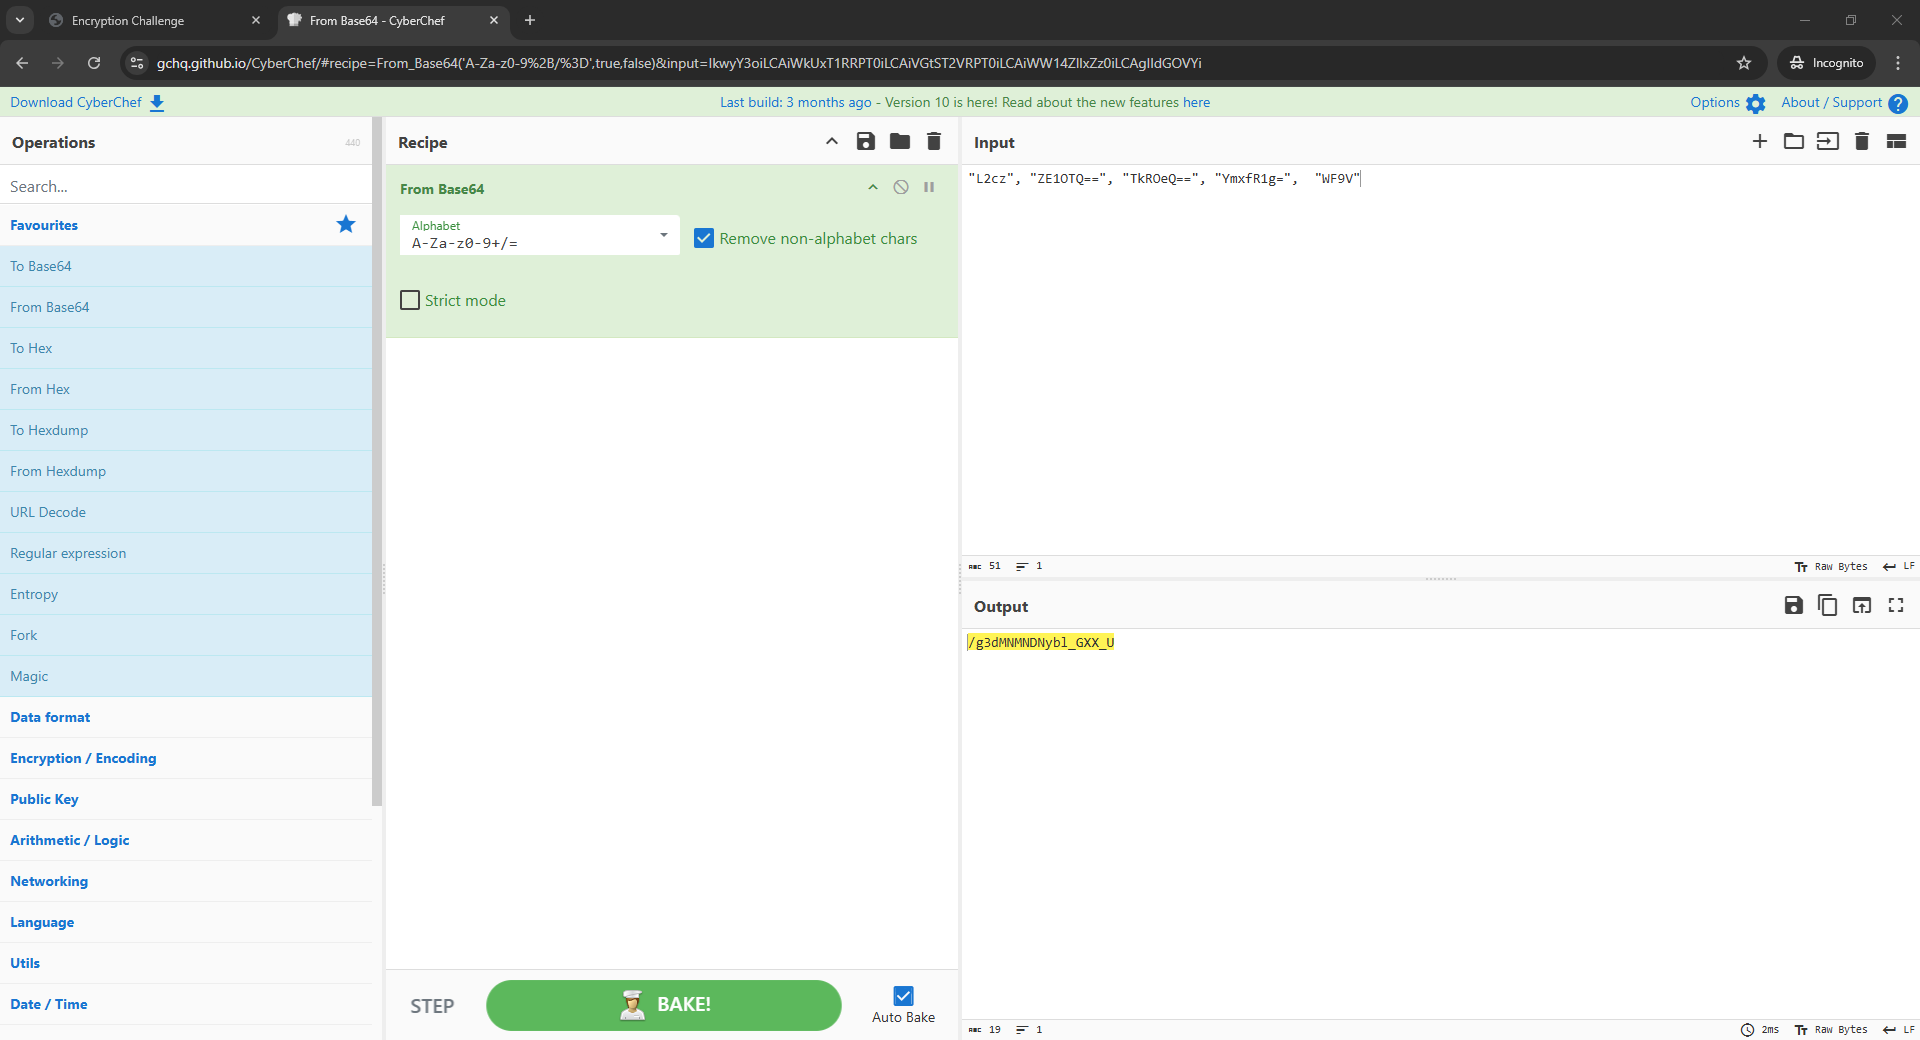 Encryption Challenge
From Base64 - CyberChef
gchq.github.io/CyberChef/#recipe=From_Base64('A-Za-z0-9%2B/%3D',true,false)&input=IkwyY3oiLCAiWkUxT1RRPT0iLCAiVGtST2VRPT0iLCAiWW14ZlIxZz0iLCAgIldGOVYi
Incognito
Download CyberChef
Last build: 3 months ago - Version 10 is here! Read about the new features here
Options
About / Support
Operations
440
Search...
Favourites
To Base64
From Base64
To Hex
From Hex
To Hexdump
From Hexdump
URL Decode
Regular expression
Entropy
Fork
Magic
Data format
Encryption / Encoding
Public Key
Arithmetic / Logic
Networking
Language
Utils
Date / Time
Recipe
From Base64
Alphabet
A-Za-z0-9+/=
Remove non-alphabet chars
Strict mode
STEP
BAKE!
Auto Bake
Input
"L2cz", "ZE1OTQ==", "TkROeQ==", "YmxfR1g=",  "WF9V"
51
1
Raw Bytes
LF
Output
/g3dMNMNDNybl_GXX_U
19
1
2ms
Raw Bytes
LF